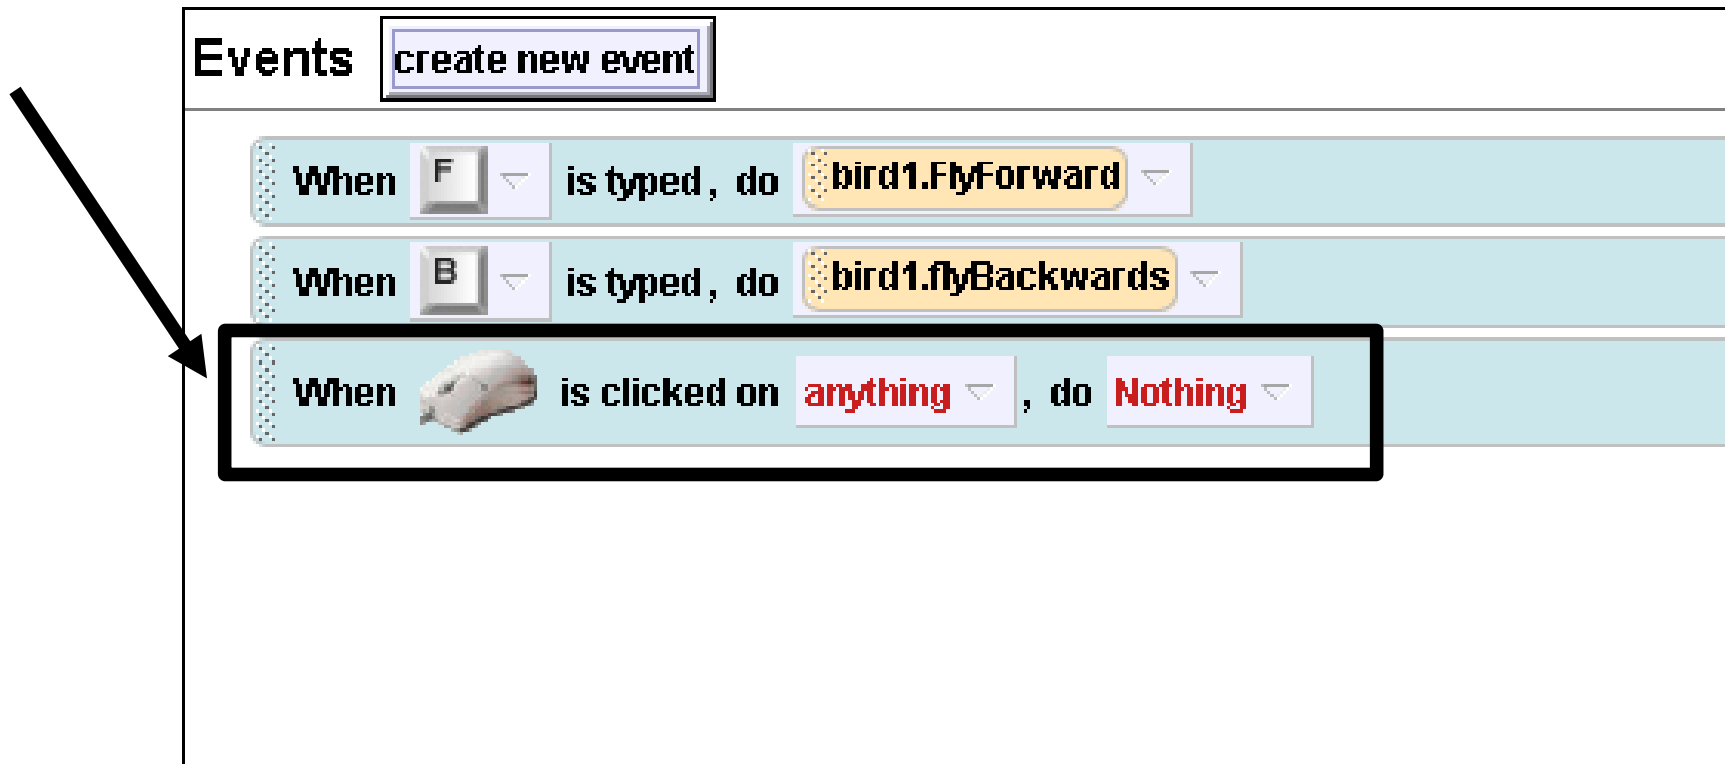 Events create new event
When F is typed, do bird1.FlyForward
When B is typed, do bird1.flyBackwards
When is clicked on anything, do Nothing